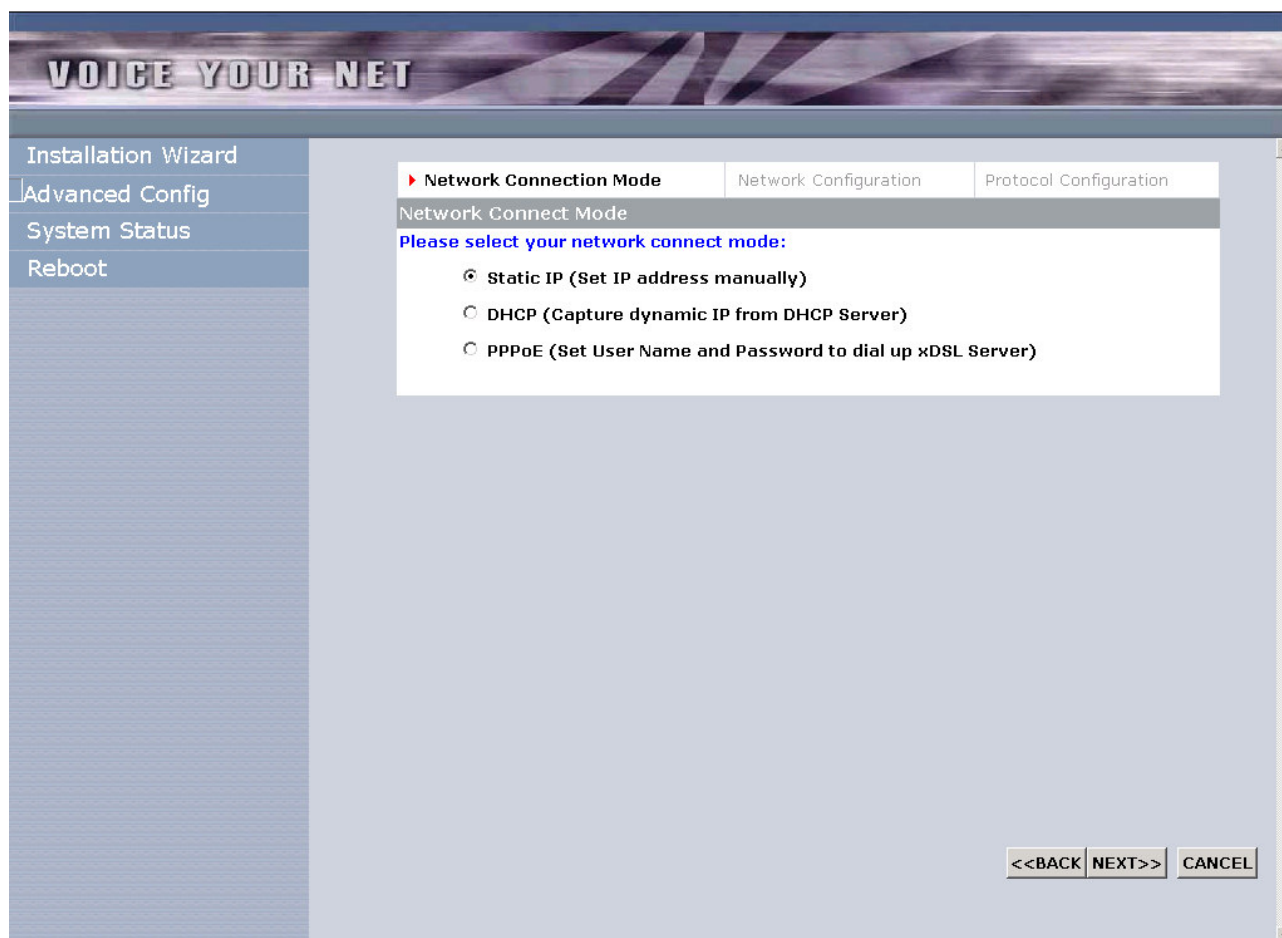 VOICE YOUR NET
Installation Wizard
Advanced Config
System Status
Reboot
Network Connection Mode
Network Configuration
Protocol Configuration
Network Connect Mode
Please select your network connect mode:
Static IP (Set IP address manually)
DHCP (Capture dynamic IP from DHCP Server)
PPPoE (Set User Name and Password to dial up xDSL Server)
<<BACK NEXT>> CANCEL